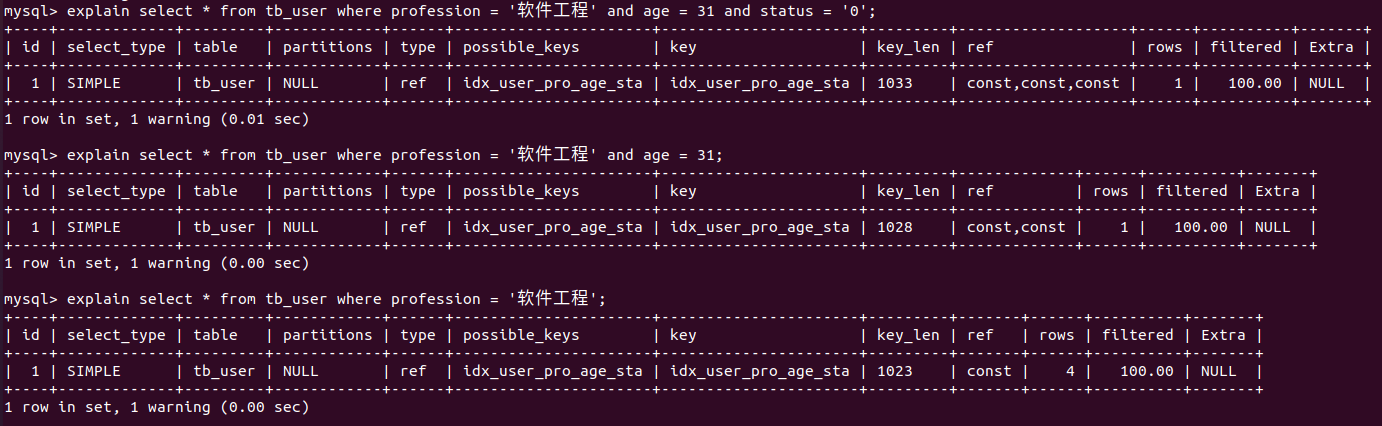 mysql> explain select * from tb_user where profession = '软件工程' and age = 31 and status = '0';
+----+-------------+---------+------------+------+----------------------+----------------------+---------+-------------------+------+----------+-------+
| id | select_type | table | partitions | type | possible_keys | key | key_len | ref | rows | filtered | Extra |
+----+-------------+---------+------------+------+----------------------+----------------------+---------+-------------------+------+----------+-------+
| 1 | SIMPLE | tb_user | NULL | ref | idx_user_pro_age_sta | idx_user_pro_age_sta | 1033 | const,const,const | 1 | 100.00 | NULL |
+----+-------------+---------+------------+------+----------------------+----------------------+---------+-------------------+------+----------+-------+
1 row in set, 1 warning (0.01 sec)
mysql> explain select * from tb_user where profession = '软件工程' and age = 31;
+----+-------------+---------+------------+------+----------------------+----------------------+---------+-------------+------+----------+-------+
| id | select_type | table | partitions | type | possible_keys | key | key_len | ref | rows | filtered | Extra |
+----+-------------+---------+------------+------+----------------------+----------------------+---------+-------------+------+----------+-------+
| 1 | SIMPLE | tb_user | NULL | ref | idx_user_pro_age_sta | idx_user_pro_age_sta | 1028 | const,const | 1 | 100.00 | NULL |
+----+-------------+---------+------------+------+----------------------+----------------------+---------+-------------+------+----------+-------+
1 row in set, 1 warning (0.00 sec)
mysql> explain select * from tb_user where profession = '软件工程';
+----+-------------+---------+------------+------+----------------------+----------------------+---------+-------+------+----------+-------+
| id | select_type | table | partitions | type | possible_keys | key | key_len | ref | rows | filtered | Extra |
+----+-------------+---------+------------+------+----------------------+----------------------+---------+-------+------+----------+-------+
| 1 | SIMPLE | tb_user | NULL | ref | idx_user_pro_age_sta | idx_user_pro_age_sta | 1023 | const | 4 | 100.00 | NULL |
+----+-------------+---------+------------+------+----------------------+----------------------+---------+-------+------+----------+-------+
1 row in set, 1 warning (0.00 sec)